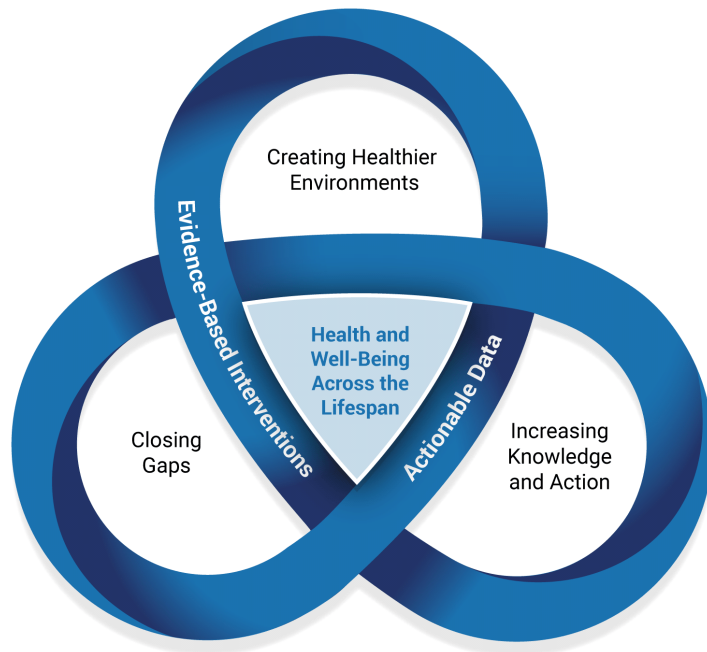 Creating Healthier
Environments
Evidence-Based Interventions
Health and
Well-Being
Across the
Lifespan
Actionable Data
Closing
Gaps
Increasing
Knowledge
and Action